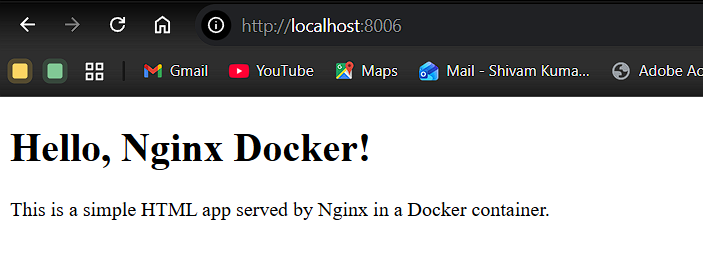 http://localhost:8006
Gmail YouTube Maps Mail - Shivam Kuma... Adobe Ac
Hello, Nginx Docker!
This is a simple HTML app served by Nginx in a Docker container.